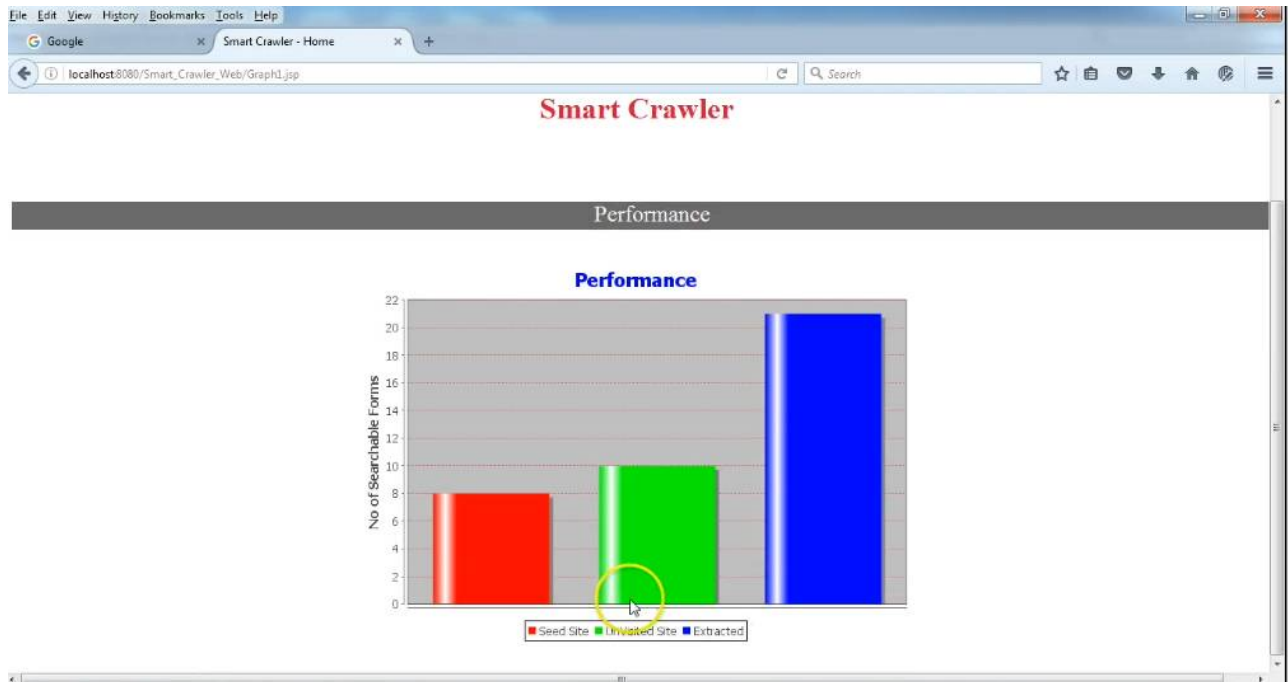 File Edit View History Bookmarks Tools Help
Google Smart Crawler - Home
localhost:8080/Smart_Crawler_Web/Graph1.jsp Search
Smart Crawler
Performance
Performance
No of Searchable Forms
22
20
18
16
14
12
10
8
6
4
2
0
Seed Site UnVisited Site Extracted